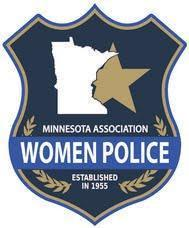 MINNESOTA ASSOCIATION
WOMEN POLICE
ESTABLISHED
IN 1955